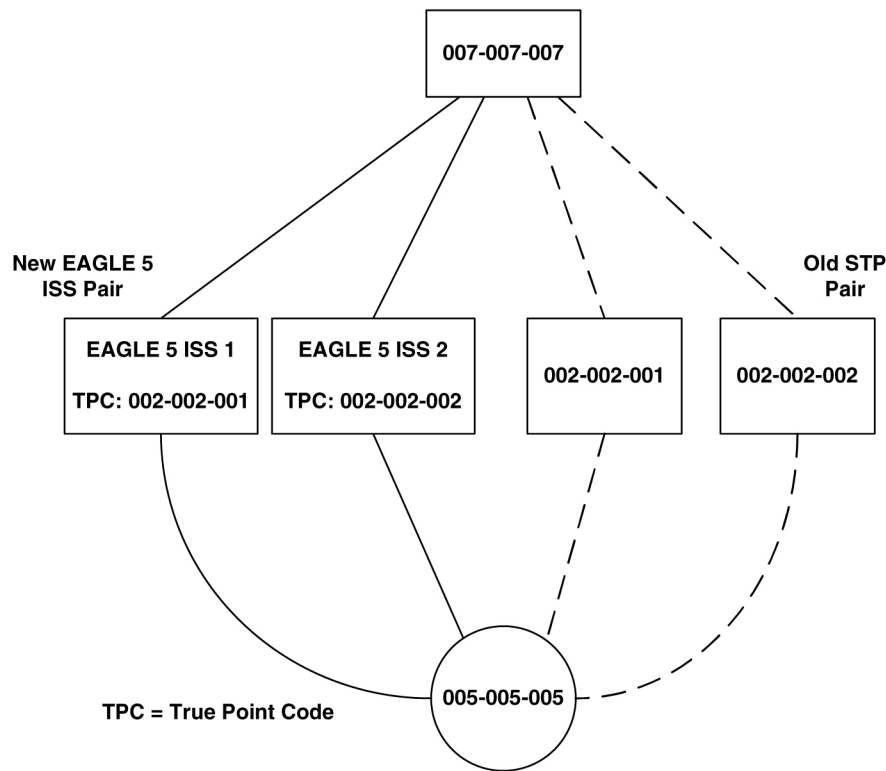 007-007-007
New EAGLE 5
ISS Pair
Old STP
Pair
EAGLE 5 ISS 1
TPC: 002-002-001
EAGLE 5 ISS 2
TPC: 002-002-002
002-002-001
002-002-002
005-005-005
TPC = True Point Code